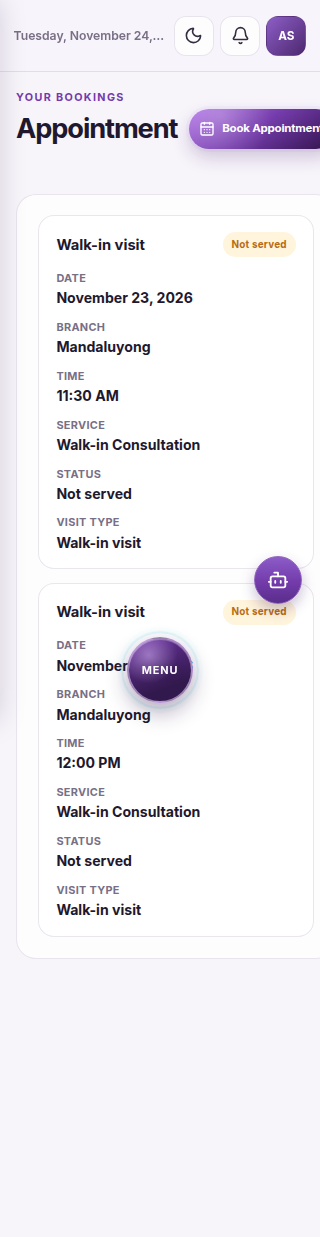 Tuesday, November 24,...
AS
YOUR BOOKINGS
Appointment
Book Appointment
Walk-in visit
Not served
DATE
November 23, 2026
BRANCH
Mandaluyong
TIME
11:30 AM
SERVICE
Walk-in Consultation
STATUS
Not served
VISIT TYPE
Walk-in visit
Walk-in visit
Not served
DATE
November
MENU
BRANCH
Mandaluyong
TIME
12:00 PM
SERVICE
Walk-in Consultation
STATUS
Not served
VISIT TYPE
Walk-in visit